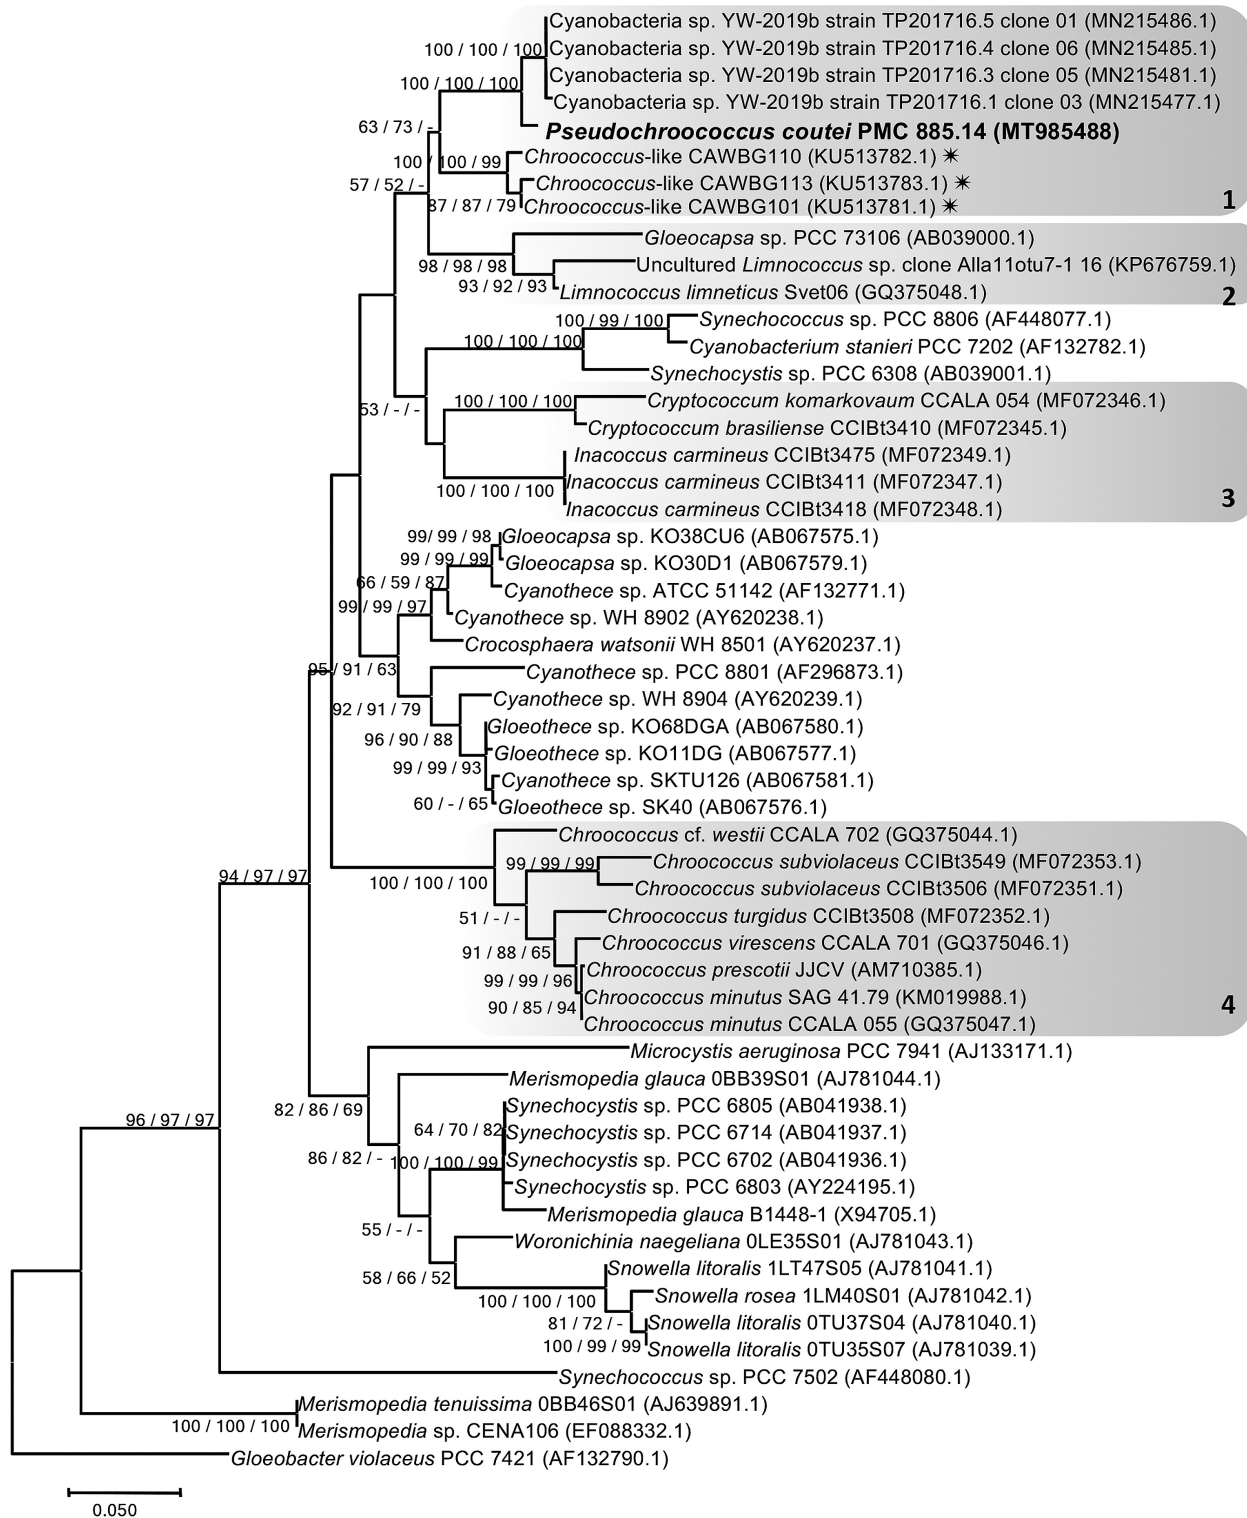 Cyanobacteria sp. YW-2019b strain TP201716.5 clone 01 (MN215486.1)
100 / 100 / 100
Cyanobacteria sp. YW-2019b strain TP201716.4 clone 06 (MN215485.1)
Cyanobacteria sp. YW-2019b strain TP201716.3 clone 05 (MN215481.1)
100 / 100 / 100
Cyanobacteria sp. YW-2019b strain TP201716.1 clone 03 (MN215477.1)
63 / 73 / -
Pseudochroococcus coutei PMC 885.14 (MT985488)
100 / 100 / 99
Chroococcus-like CAWBG110 (KU513782.1) ✷
57 / 52 / -
Chroococcus-like CAWBG113 (KU513783.1) ✷
87 / 87 / 79
Chroococcus-like CAWBG101 (KU513781.1) ✷
1
Gloeocapsa sp. PCC 73106 (AB039000.1)
98 / 98 / 98
Uncultured Limnococcus sp. clone Alla11otu7-1 16 (KP676759.1)
93 / 92 / 93
Limnococcus limneticus Svet06 (GQ375048.1)
2
100 / 99 / 100
Synechococcus sp. PCC 8806 (AF448077.1)
100 / 100 / 100
Cyanobacterium stanieri PCC 7202 (AF132782.1)
Synechocystis sp. PCC 6308 (AB039001.1)
53 / - / -
100 / 100 / 100
Cryptococcum komarkovaum CCALA 054 (MF072346.1)
Cryptococcum brasiliense CCIBt3410 (MF072345.1)
Inacoccus carmineus CCIBt3475 (MF072349.1)
100 / 100 / 100
Inacoccus carmineus CCIBt3411 (MF072347.1)
Inacoccus carmineus CCIBt3418 (MF072348.1)
3
99/ 99 / 98
Gloeocapsa sp. KO38CU6 (AB067575.1)
99 / 99 / 99
Gloeocapsa sp. KO30D1 (AB067579.1)
66 / 59 / 87
Cyanothece sp. ATCC 51142 (AF132771.1)
99 / 99 / 97
Cyanothece sp. WH 8902 (AY620238.1)
Crocosphaera watsonii WH 8501 (AY620237.1)
95 / 91 / 63
Cyanothece sp. PCC 8801 (AF296873.1)
92 / 91 / 79
Cyanothece sp. WH 8904 (AY620239.1)
96 / 90 / 88
Gloeothece sp. KO68DGA (AB067580.1)
99 / 99 / 93
Gloeothece sp. KO11DG (AB067577.1)
Cyanothece sp. SKTU126 (AB067581.1)
60 / - / 65
Gloeothece sp. SK40 (AB067576.1)
Chroococcus cf. westii CCALA 702 (GQ375044.1)
99 / 99 / 99
Chroococcus subviolaceus CCIBt3549 (MF072353.1)
94 / 97 / 97
100 / 100 / 100
Chroococcus subviolaceus CCIBt3506 (MF072351.1)
51 / - / -
Chroococcus turgidus CCIBt3508 (MF072352.1)
91 / 88 / 65
Chroococcus virescens CCALA 701 (GQ375046.1)
99 / 99 / 96
Chroococcus prescotii JJCV (AM710385.1)
90 / 85 / 94
Chroococcus minutus SAG 41.79 (KM019988.1)
4
Chroococcus minutus CCALA 055 (GQ375047.1)
Microcystis aeruginosa PCC 7941 (AJ133171.1)
Merismopedia glauca 0BB39S01 (AJ781044.1)
82 / 86 / 69
Synechocystis sp. PCC 6805 (AB041938.1)
96 / 97 / 97
64 / 70 / 82
Synechocystis sp. PCC 6714 (AB041937.1)
86 / 82 / -
100 / 100 / 99
Synechocystis sp. PCC 6702 (AB041936.1)
Synechocystis sp. PCC 6803 (AY224195.1)
Merismopedia glauca B1448-1 (X94705.1)
55 / - / -
Woronichinia naegeliana 0LE35S01 (AJ781043.1)
58 / 66 / 52
Snowella litoralis 1LT47S05 (AJ781041.1)
100 / 100 / 100
Snowella rosea 1LM40S01 (AJ781042.1)
81 / 72 / -
Snowella litoralis 0TU37S04 (AJ781040.1)
100 / 99 / 99
Snowella litoralis 0TU35S07 (AJ781039.1)
Synechococcus sp. PCC 7502 (AF448080.1)
Merismopedia tenuissima 0BB46S01 (AJ639891.1)
100 / 100 / 100
Merismopedia sp. CENA106 (EF088332.1)
Gloeobacter violaceus PCC 7421 (AF132790.1)
0.050